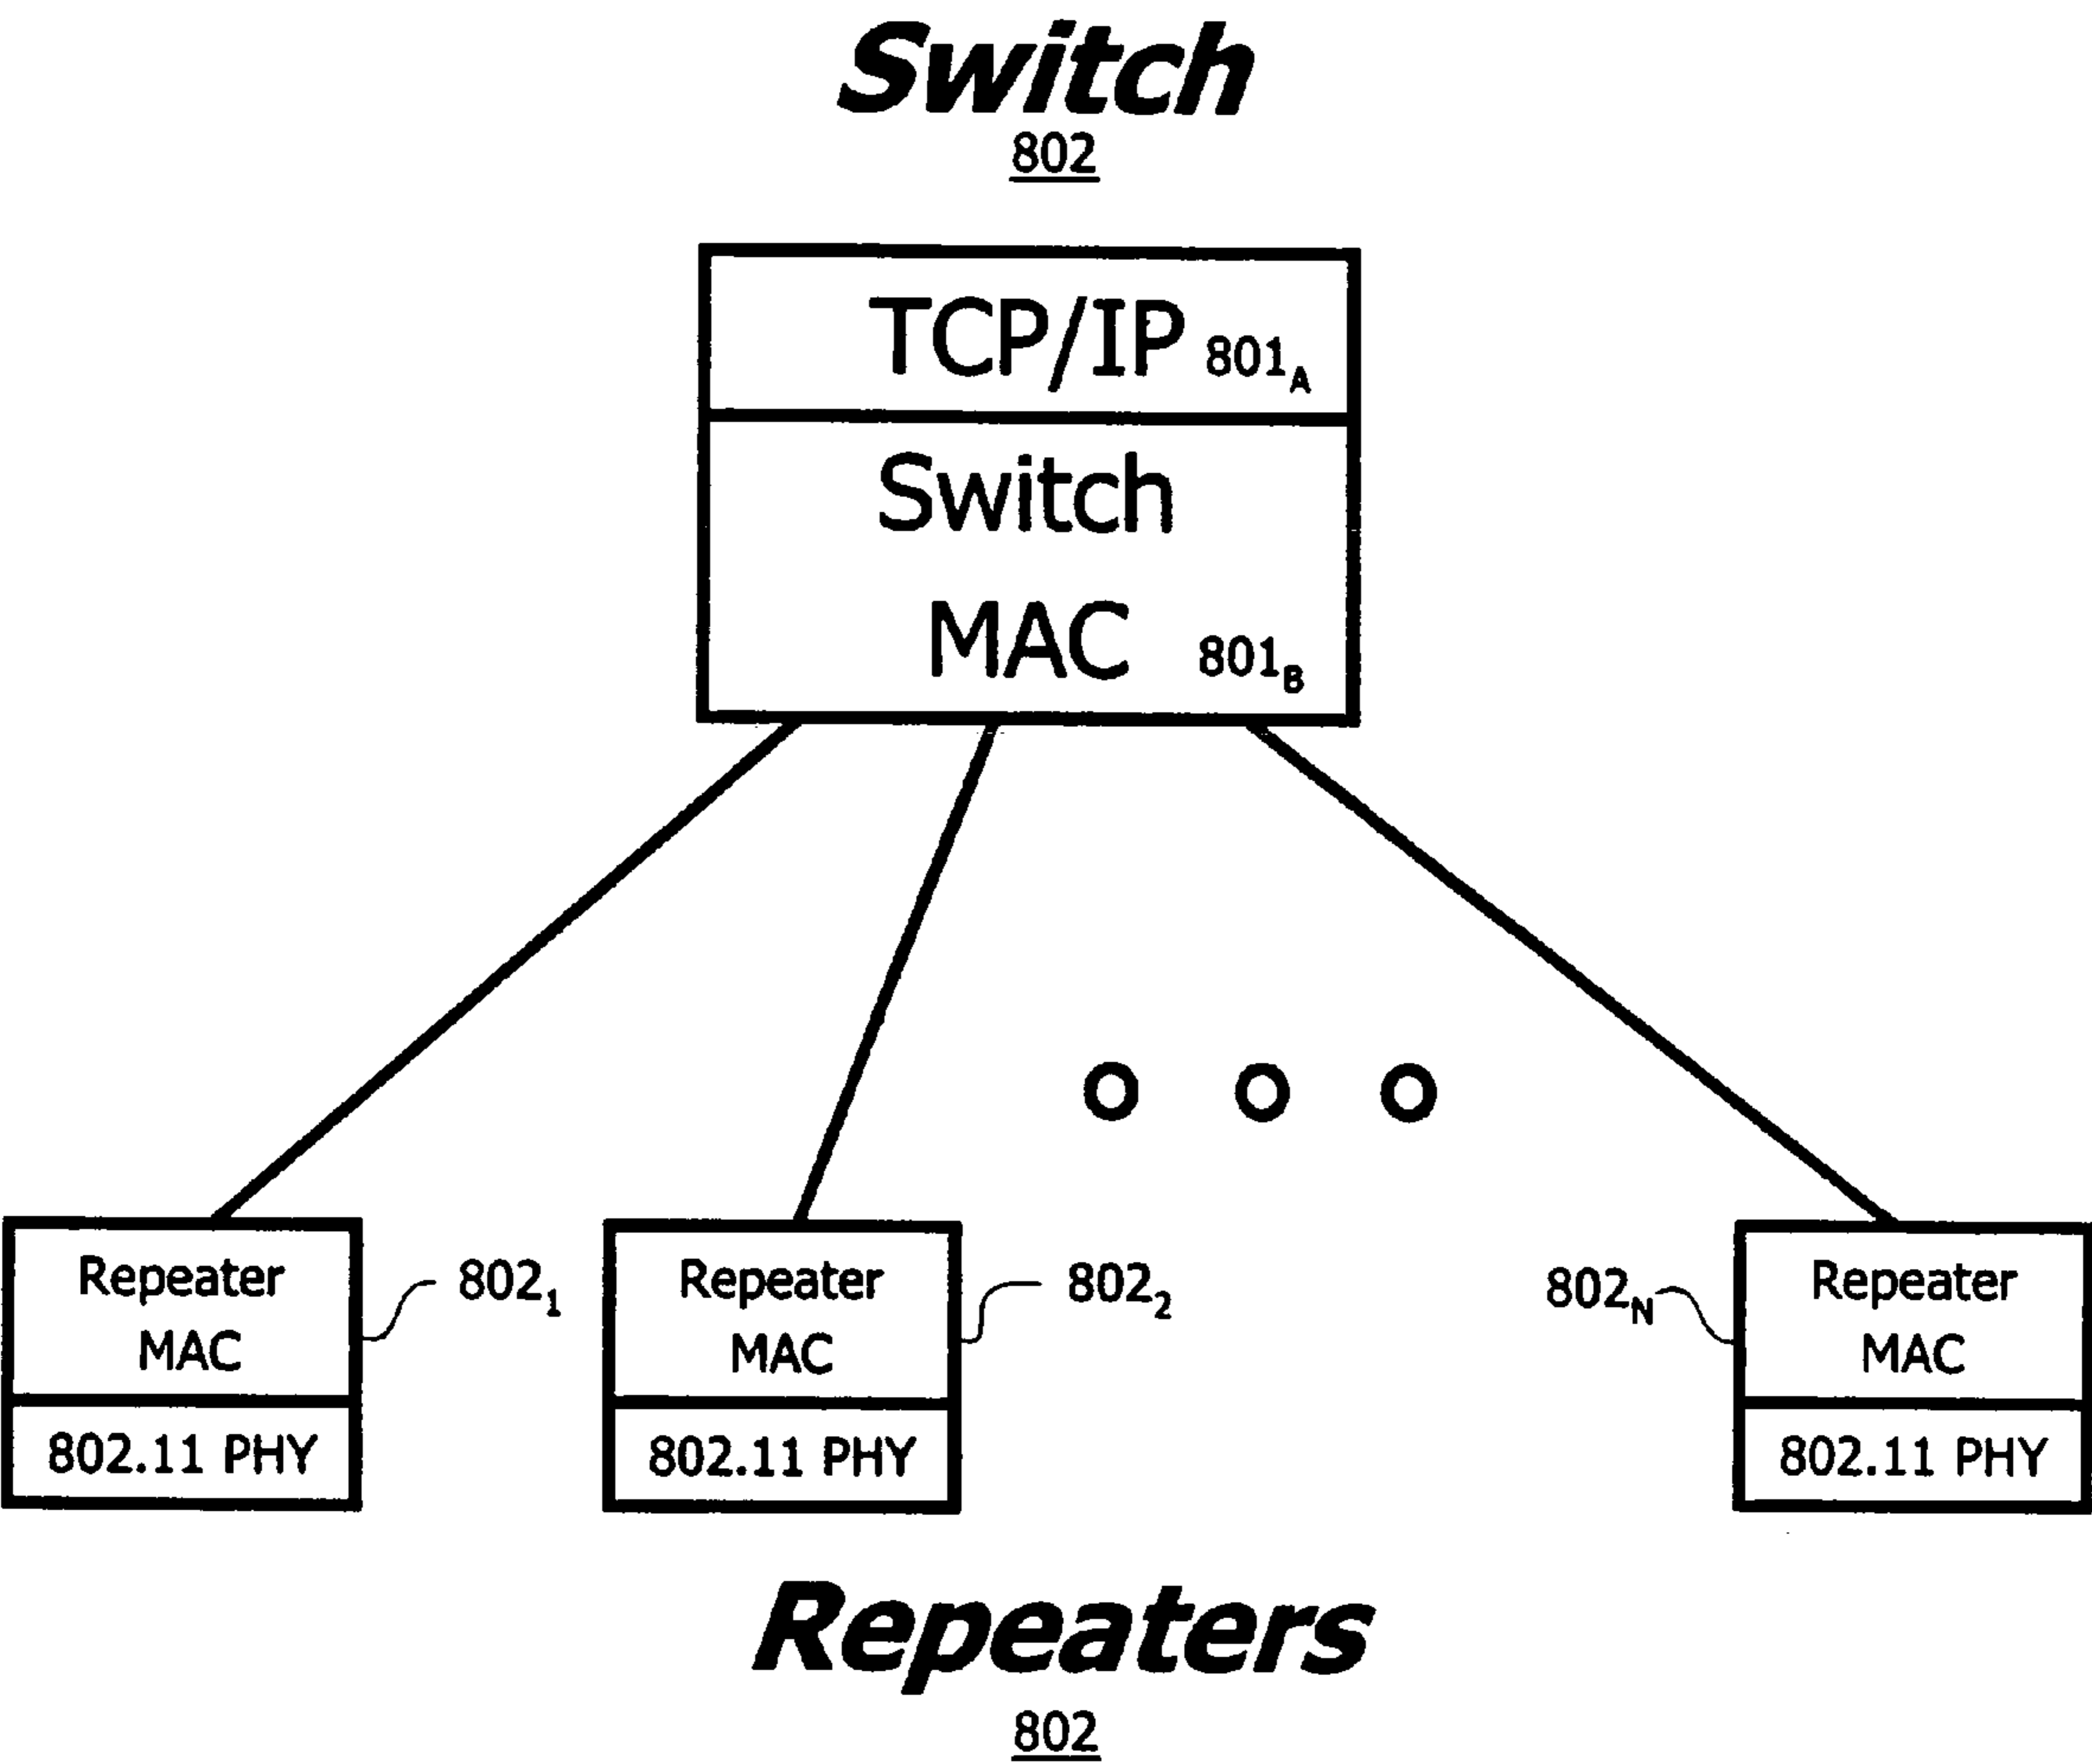 Switch
802
TCP/IP 801A
Switch
MAC 801B
Repeater
MAC
802.11 PHY
8021
Repeater
MAC
802.11 PHY
8022
802N
Repeater
MAC
802.11 PHY
Repeaters
802